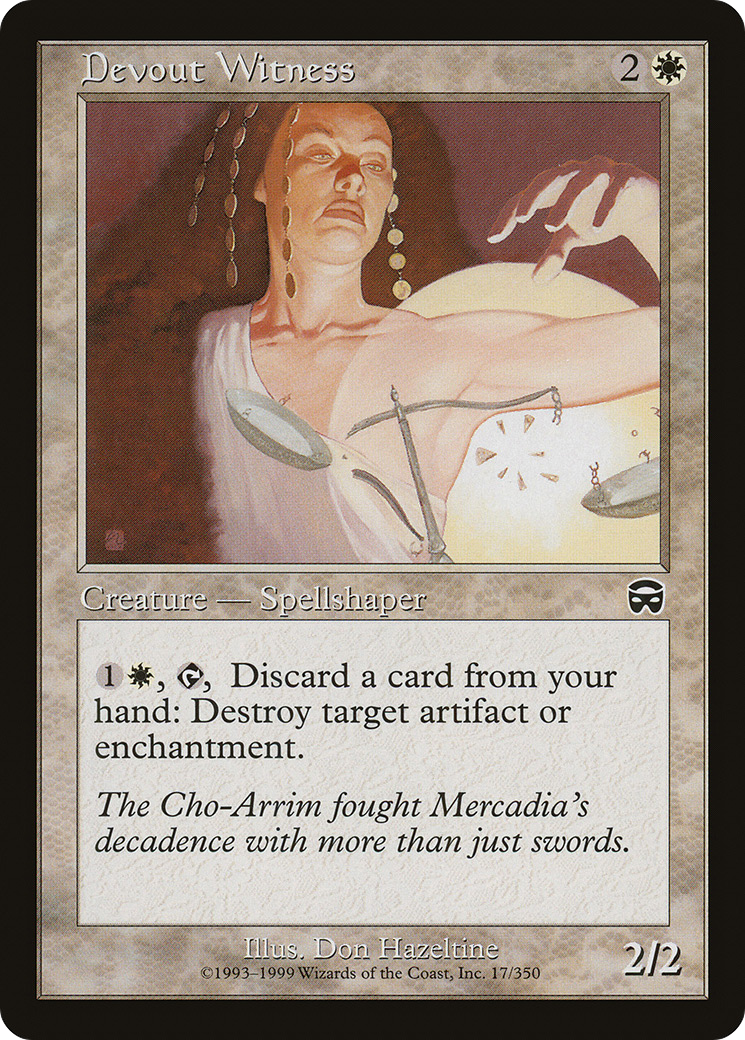 Devout Witness 2
Creature — Spellshaper
1, , Discard a card from your
hand: Destroy target artifact or
enchantment.
The Cho-Arrim fought Mercadia's
decadence with more than just swords.
Illus. Don Hazeltine
©1993–1999 Wizards of the Coast, Inc. 17/350
2/2